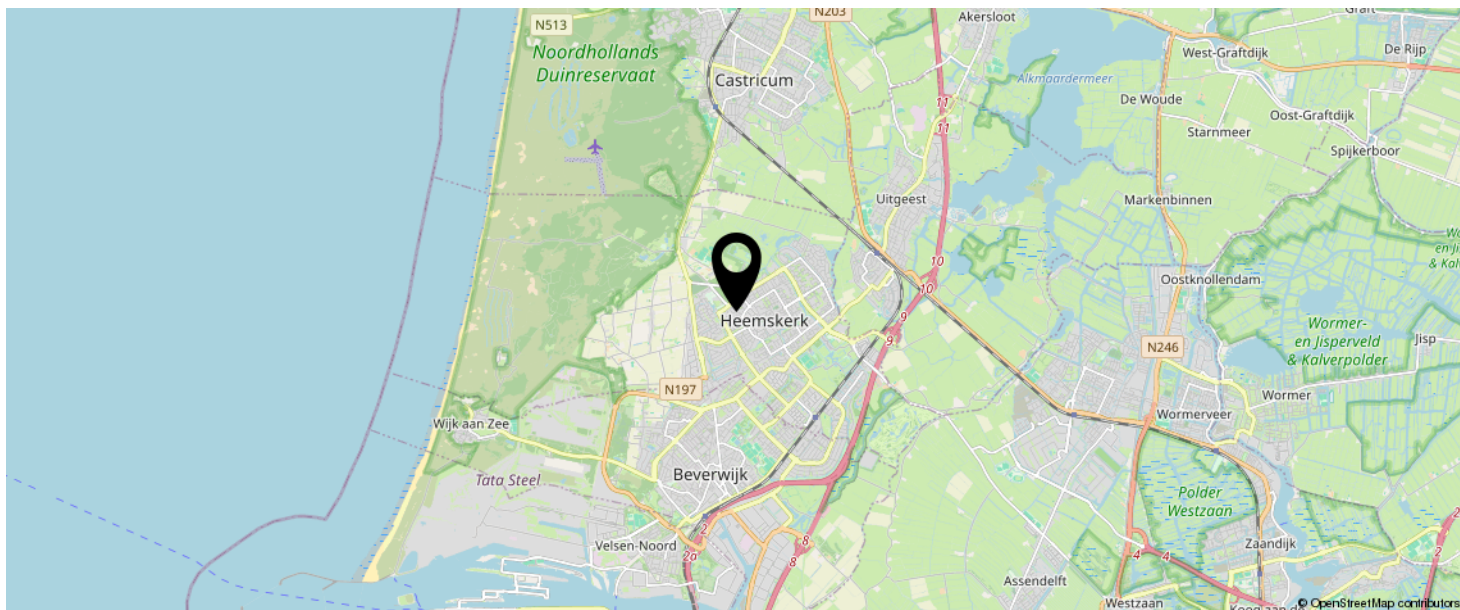 N513
N203
Akersloot
Graft
West-Graftdijk
De Rijp
Noordhollands
Duinreservaat
Castricum
Alkmaardermeer
De Woude
11
11
Oost-Graftdijk
Starnmeer
Spijkerboor
Uitgeest
Markenbinnen
10
10
Oostknollendam
9
9
Heemskerk
Wormer-
en Jisperveld
& Kalverpolder
Jisp
N246
N197
Wormer
Wormerveer
Wijk aan Zee
Beverwijk
Tata Steel
Polder
Westzaan
2
2
2a
8
8
Velsen-Noord
4
4
Zaandijk
2
Assendelft
Westzaan
© OpenStreetMap contributors